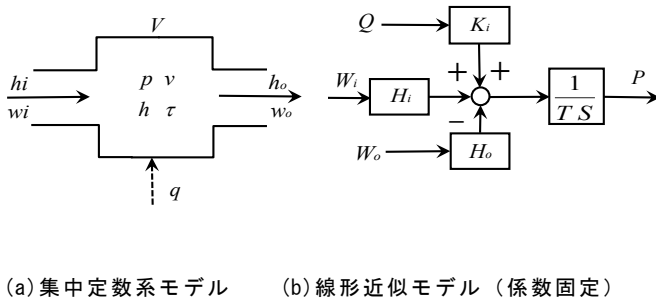 V
hi
wi
p v
h τ
ho
wo
q
Q
Ki
Wi
Hi
+ +
−
Wo
Ho
1
T S
P
(a)集中定数系モデル
(b)線形近似モデル（係数固定）